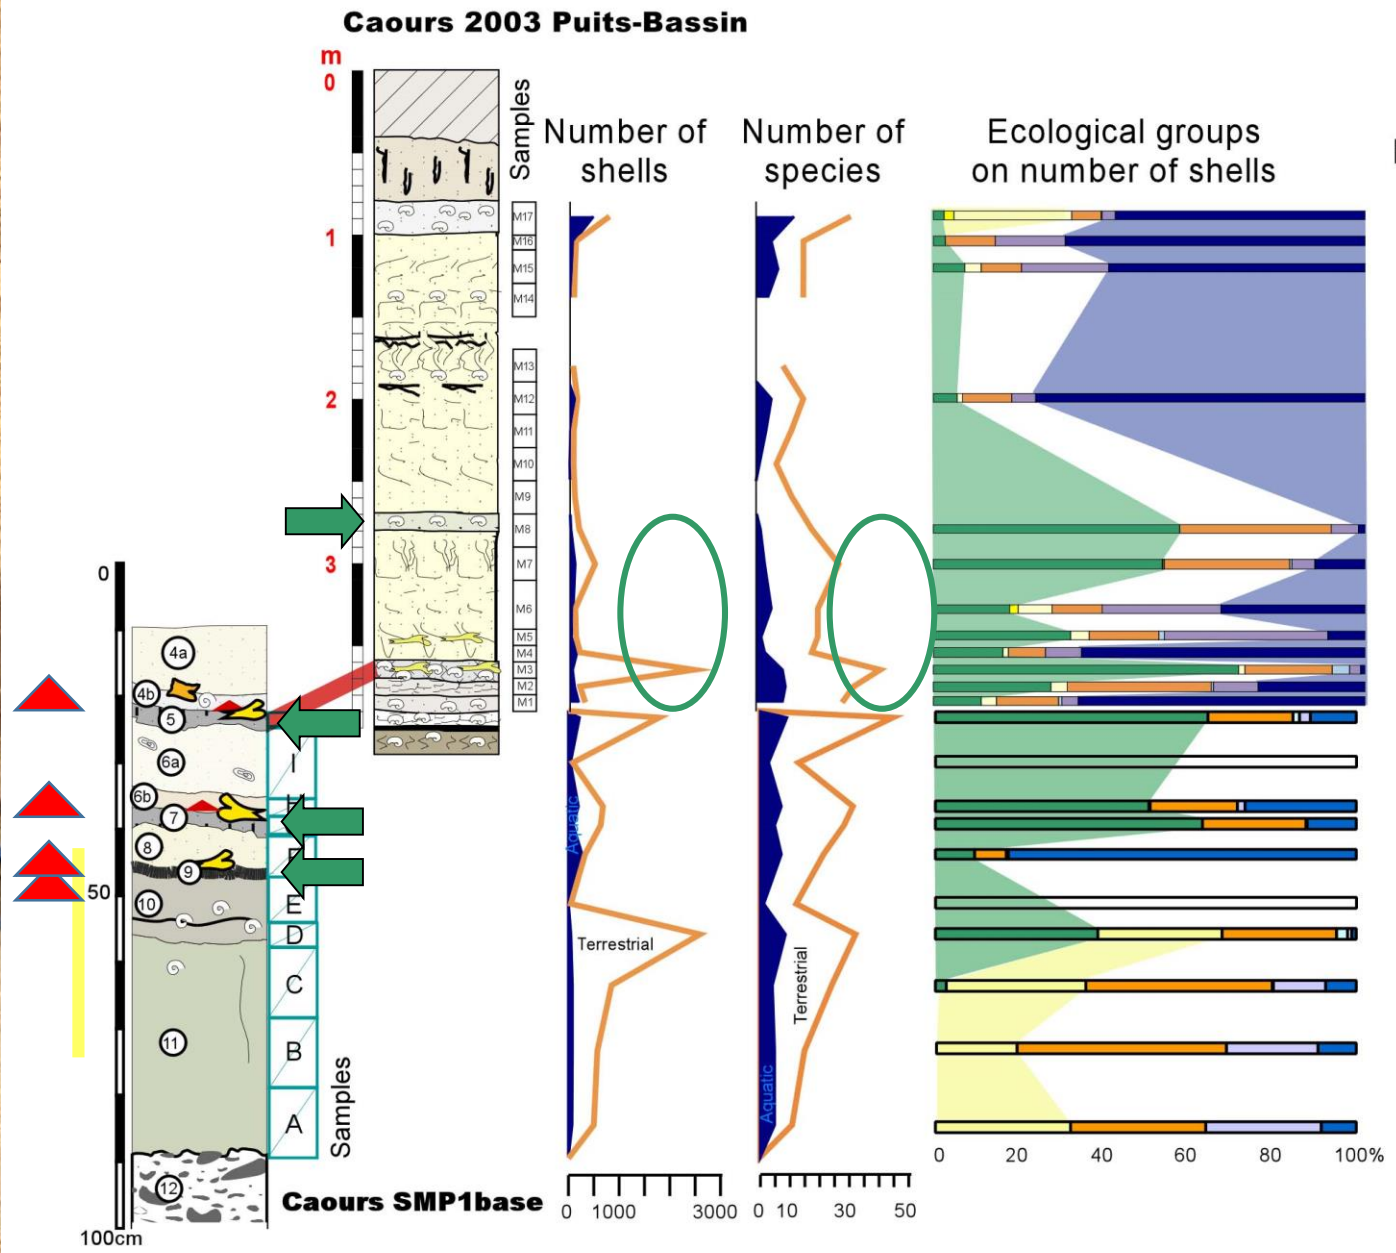 Caours 2003 Puits-Bassin
m
0
1
2
3
Samples
Number of
shells
Number of
species
Ecological groups
on number of shells
M17
M16
M15
M14
M13
M12
M11
M10
M9
M8
M7
M6
M5
M4
M3
M2
M1
0
50
100cm
4a
4b
5
6a
6b
7
8
9
10
11
12
I
E
D
C
B
A
Samples
Aquatic
Terrestrial
Aquatic
Terrestrial
Caours SMP1base
0 1000 3000
0 10 30 50
0 20 40 60 80 100%